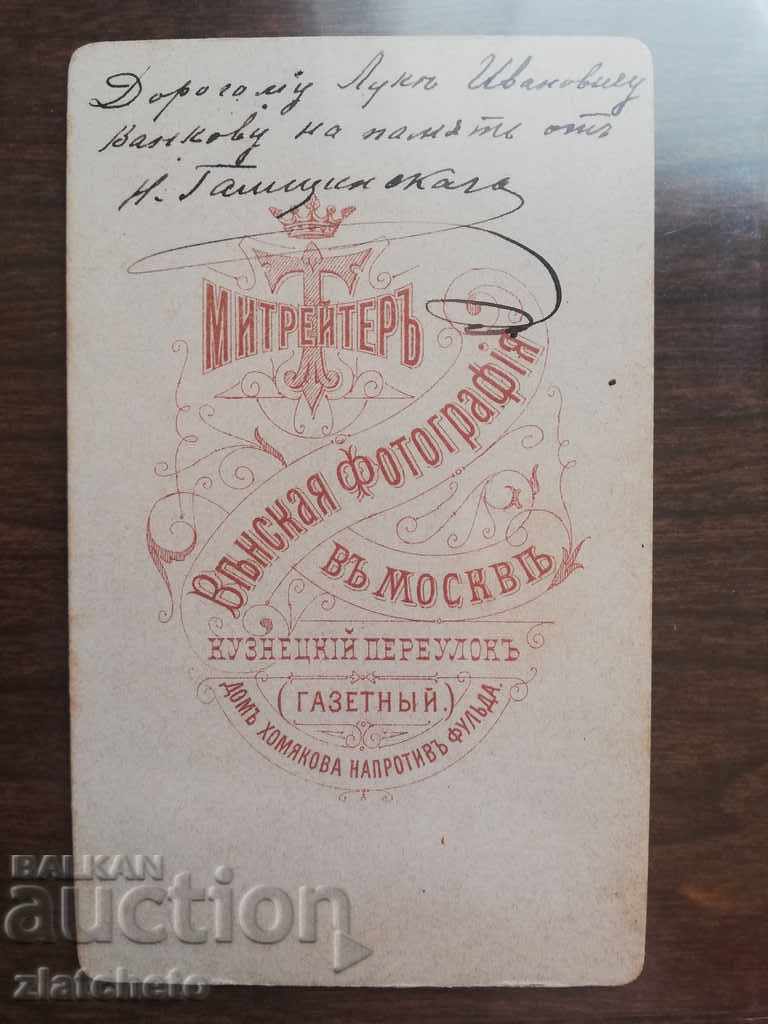 Дорогому Лукѣ Ивановичу
Ванкову на память отъ
Н. Галищинскаго
Т
МИТРЕЙТЕРЪ
ВѢНСКАЯ ФОТОГРАФІЯ
ВЪ МОСКВѢ
КУЗНЕЦКІЙ ПЕРЕУЛОКЪ
(ГАЗЕТНЫЙ.)
ДОМЪ ХОМЯКОВА НАПРОТИВЪ ФУЛЬДА.
BALKAN
auction
zlatcheto